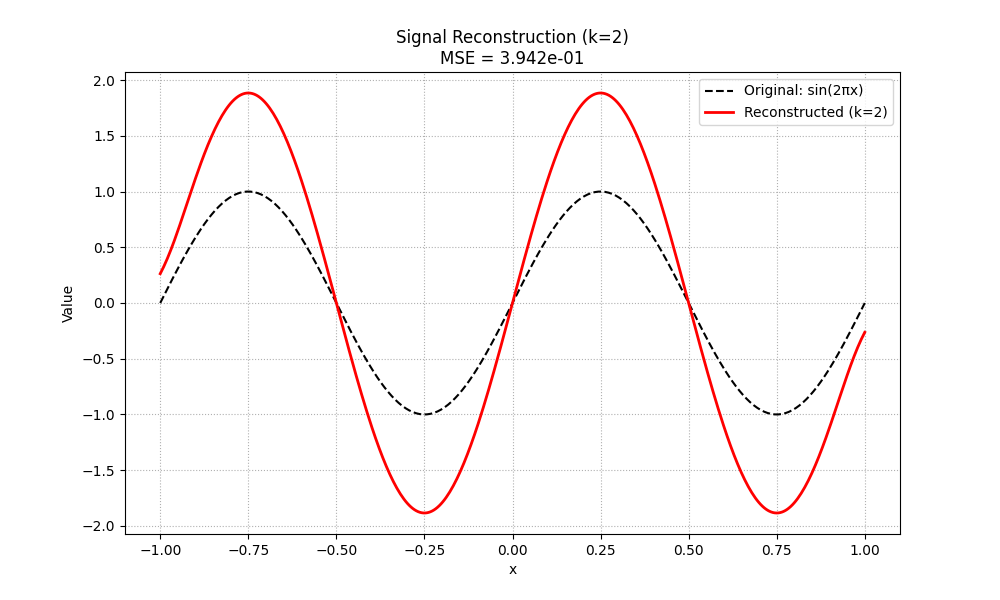 Signal Reconstruction (k=2)
MSE = 3.942e-01
Original: sin(2πx)
Reconstructed (k=2)
Value
2.0
1.5
1.0
0.5
0.0
−0.5
−1.0
−1.5
−2.0
−1.00 −0.75 −0.50 −0.25 0.00 0.25 0.50 0.75 1.00
x